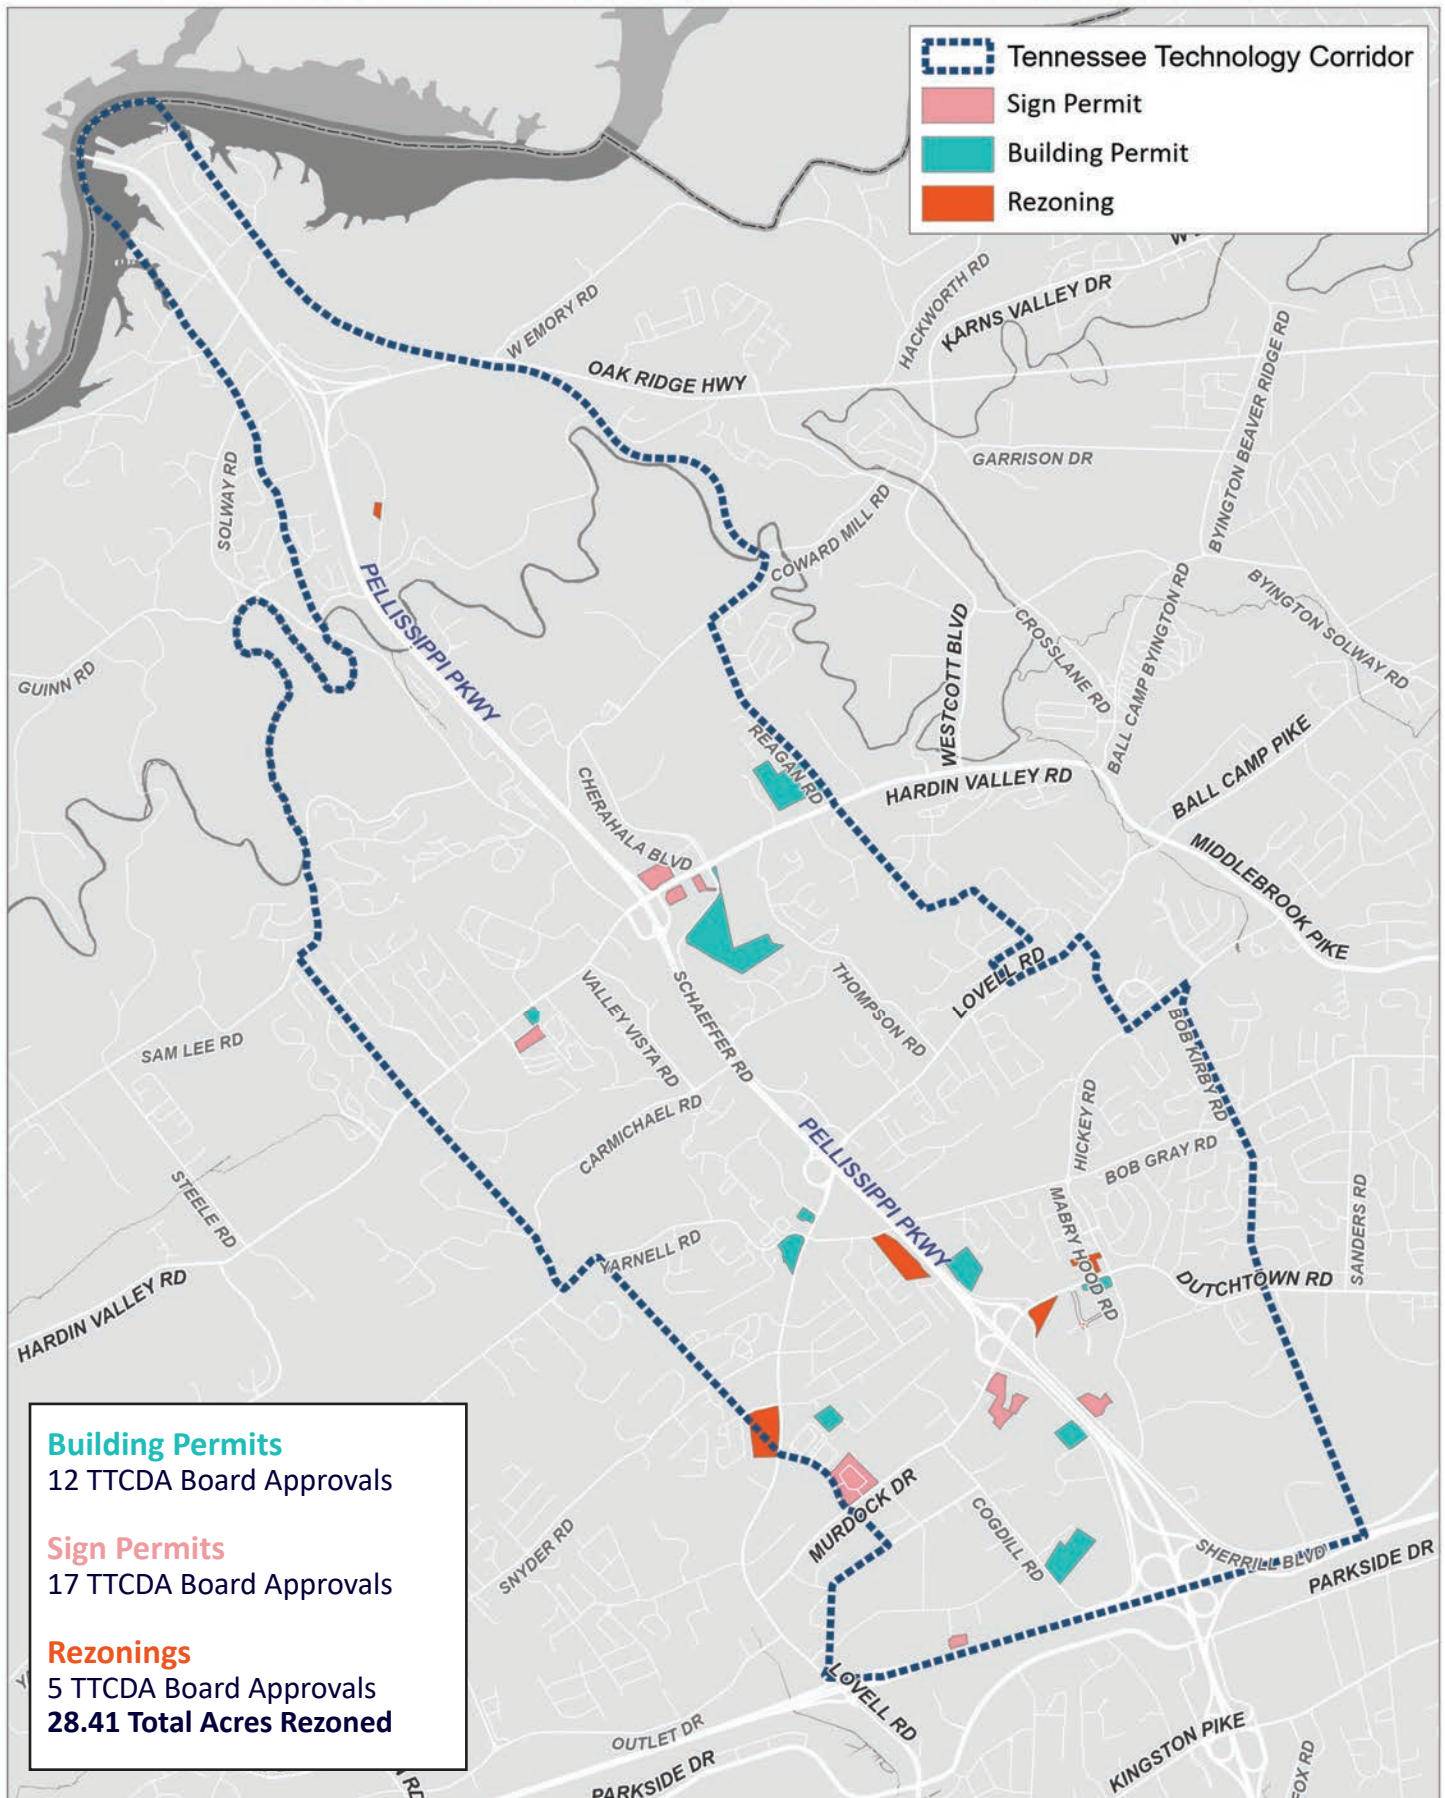 Tennessee Technology Corridor
Sign Permit
Building Permit
Rezoning
HACKWORTH RD
KARNS VALLEY DR
W EMORY RD
OAK RIDGE HWY
BYINGTON BEAVER RIDGE RD
GARRISON DR
SOLWAY RD
COWARD MILL RD
PELLISSIPPI PKWY
BALL CAMP BYINGTON RD
BYINGTON SOLWAY RD
CROSSLANE RD
WESTCOTT BLVD
GUINN RD
REAGAN RD
HARDIN VALLEY RD
BALL CAMP PIKE
CHERAHALA BLVD
MIDDLEBROOK PIKE
LOVELL RD
THOMPSON RD
VALLEY VISTA RD
SCHAEFFER RD
SAM LEE RD
BOB KIRBY RD
CARMICHAEL RD
HICKEY RD
BOB GRAY RD
PELLISSIPPI PKWY
STEELE RD
MABRY HOOD RD
SANDERS RD
YARNELL RD
DUTCHTOWN RD
HARDIN VALLEY RD
Building Permits
12 TTCDA Board Approvals
Sign Permits
17 TTCDA Board Approvals
Rezonings
5 TTCDA Board Approvals
28.41 Total Acres Rezoned
MURDOCK DR
COGDILL RD
SNYDER RD
SHERRILL BLVD
PARKSIDE DR
LOVELL RD
OUTLET DR
PARKSIDE DR
KINGSTON PIKE
FOX RD
RD